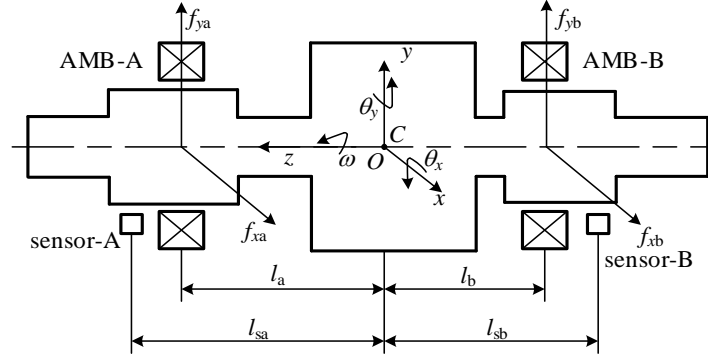 f_ya
f_yb
AMB-A
y
AMB-B
θ_y
C
θ_x
z
ω
O
x
f_xa
f_xb
sensor-A
sensor-B
l_a
l_b
l_sa
l_sb